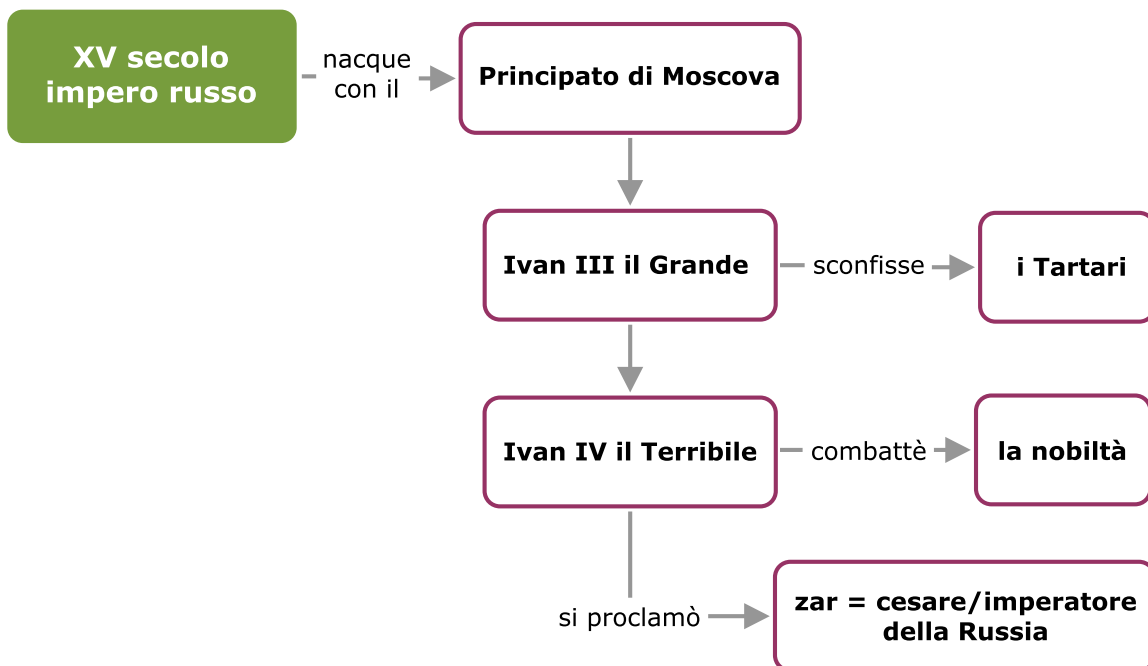 XV secolo
impero russo
nacque
con il
Principato di Moscova
Ivan III il Grande
sconfisse
i Tartari
Ivan IV il Terribile
combattè
la nobiltà
si proclamò
zar = cesare/imperatore
della Russia